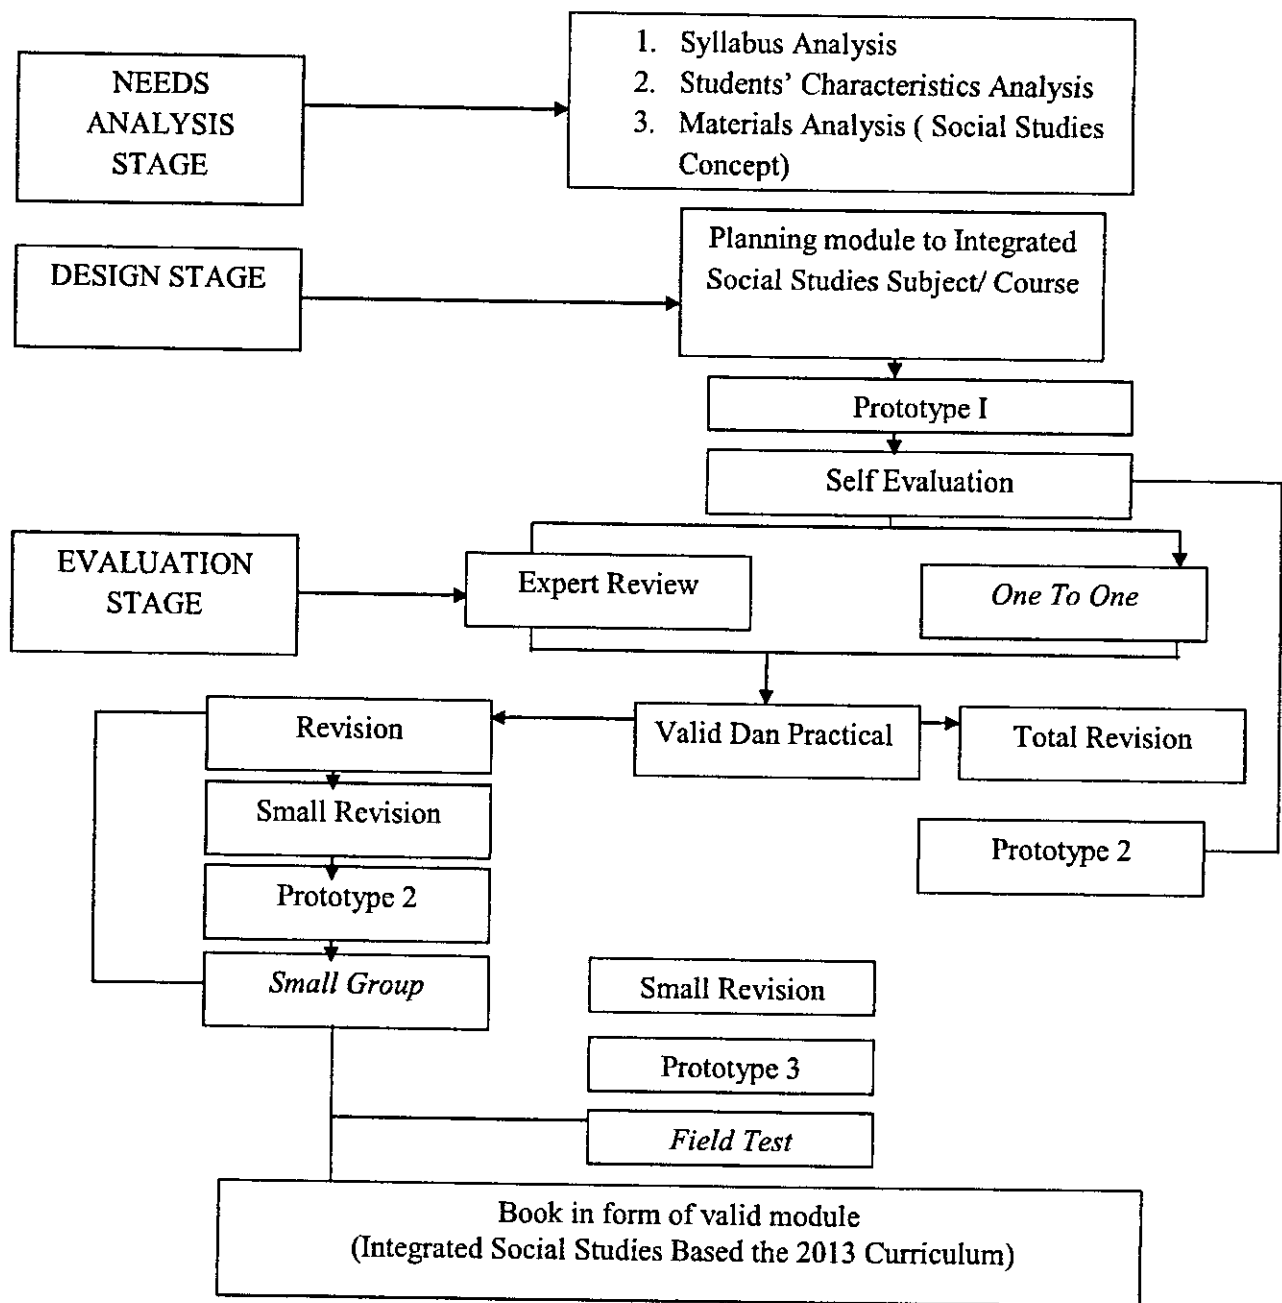 NEEDS
ANALYSIS
STAGE
1. Syllabus Analysis
2. Students' Characteristics Analysis
3. Materials Analysis ( Social Studies
Concept)
DESIGN STAGE
Planning module to Integrated
Social Studies Subject/ Course
Prototype I
Self Evaluation
EVALUATION
STAGE
Expert Review
One To One
Revision
Valid Dan Practical
Total Revision
Small Revision
Prototype 2
Prototype 2
Small Group
Small Revision
Prototype 3
Field Test
Book in form of valid module
(Integrated Social Studies Based the 2013 Curriculum)